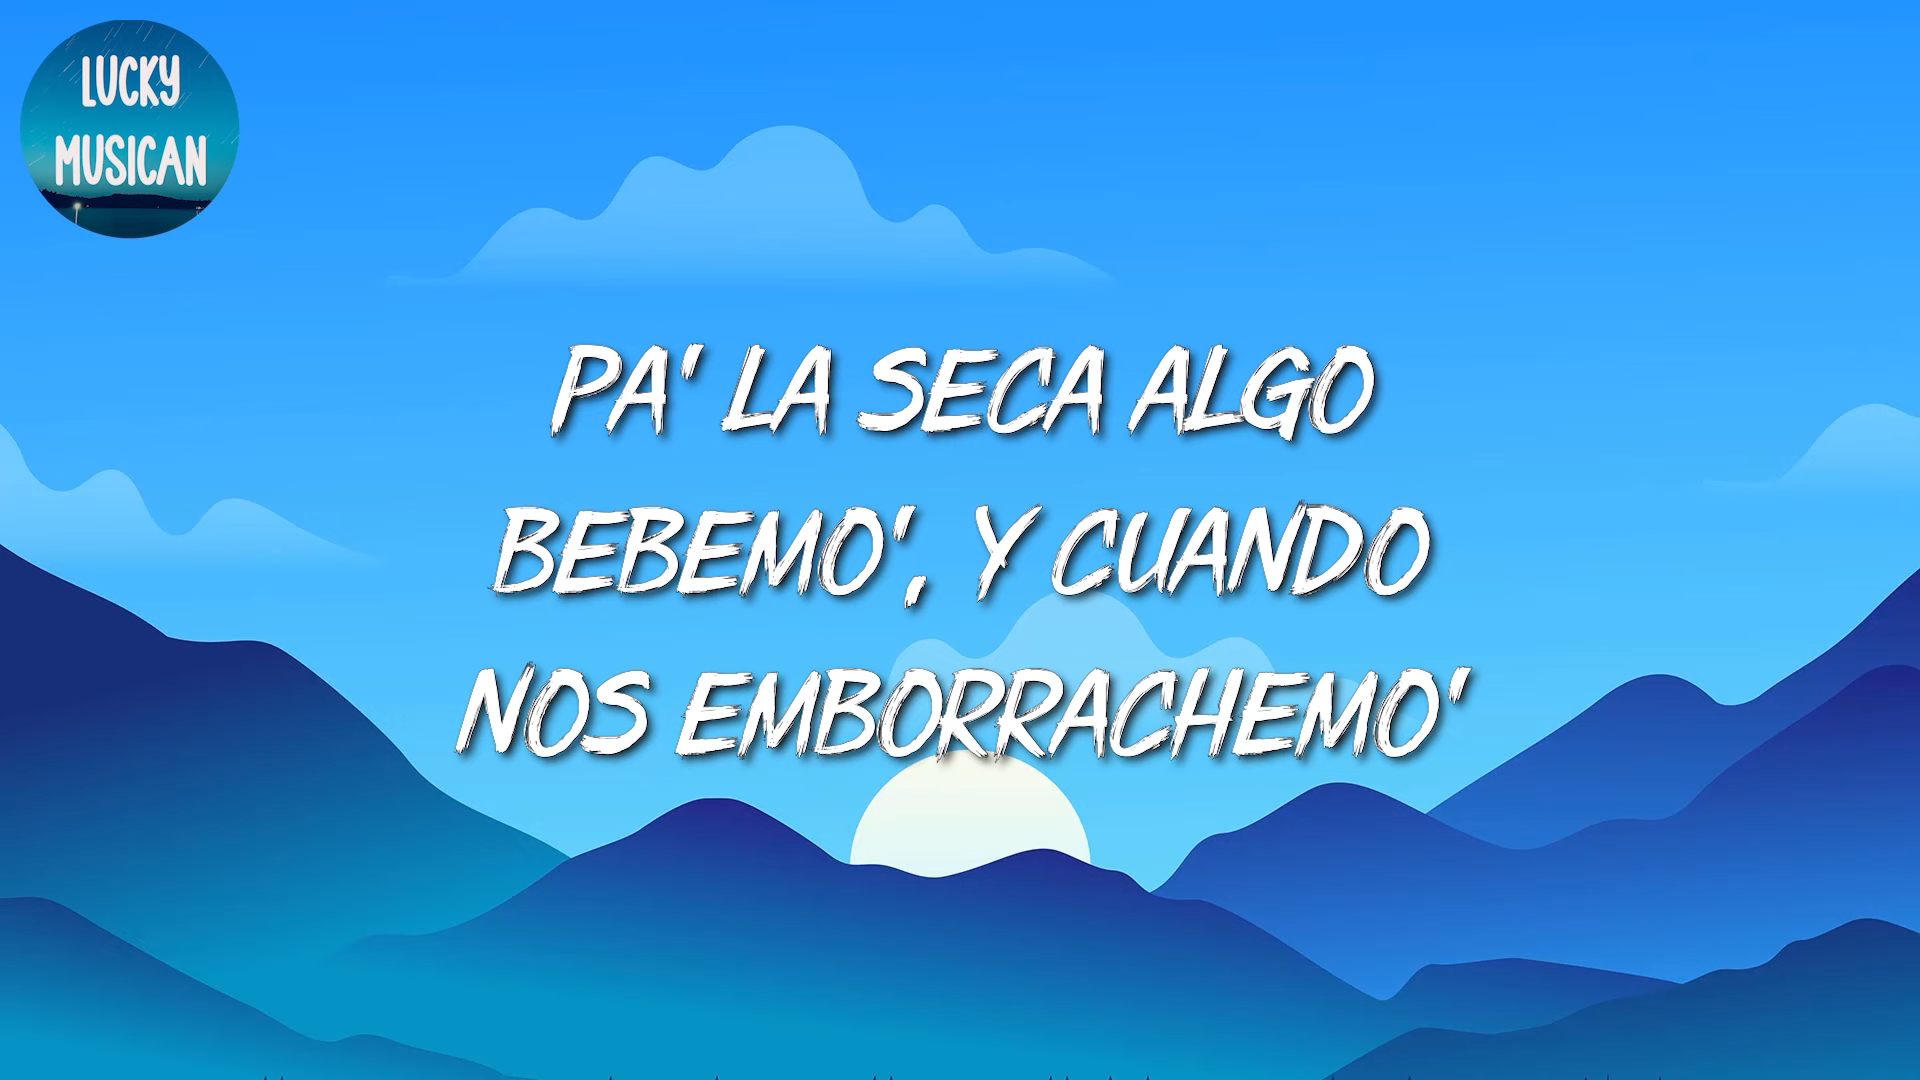 LUCKY
MUSICAN
PA' LA SECA ALGO
BEBEMO', Y CUANDO
NOS EMBORRACHEMO'